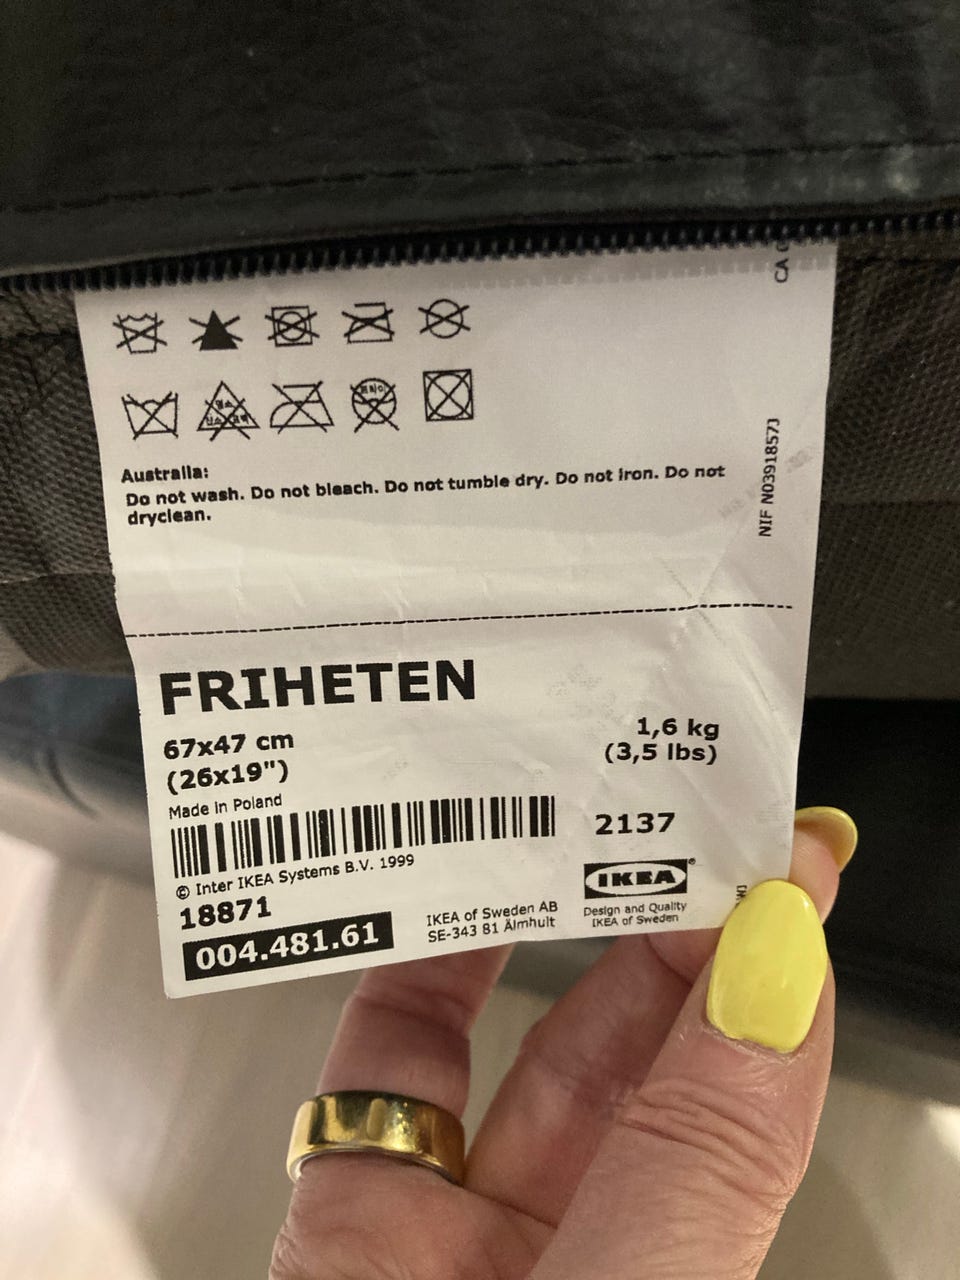 Australia:
Do not wash. Do not bleach. Do not tumble dry. Do not iron. Do not
dryclean.
NIF N03918573
CA
FRIHETEN
67x47 cm
(26x19")
1,6 kg
(3,5 lbs)
Made in Poland
2137
© Inter IKEA Systems B.V. 1999
18871
004.481.61
IKEA of Sweden AB
SE-343 81 Älmhult
IKEA®
Design and Quality
IKEA of Sweden